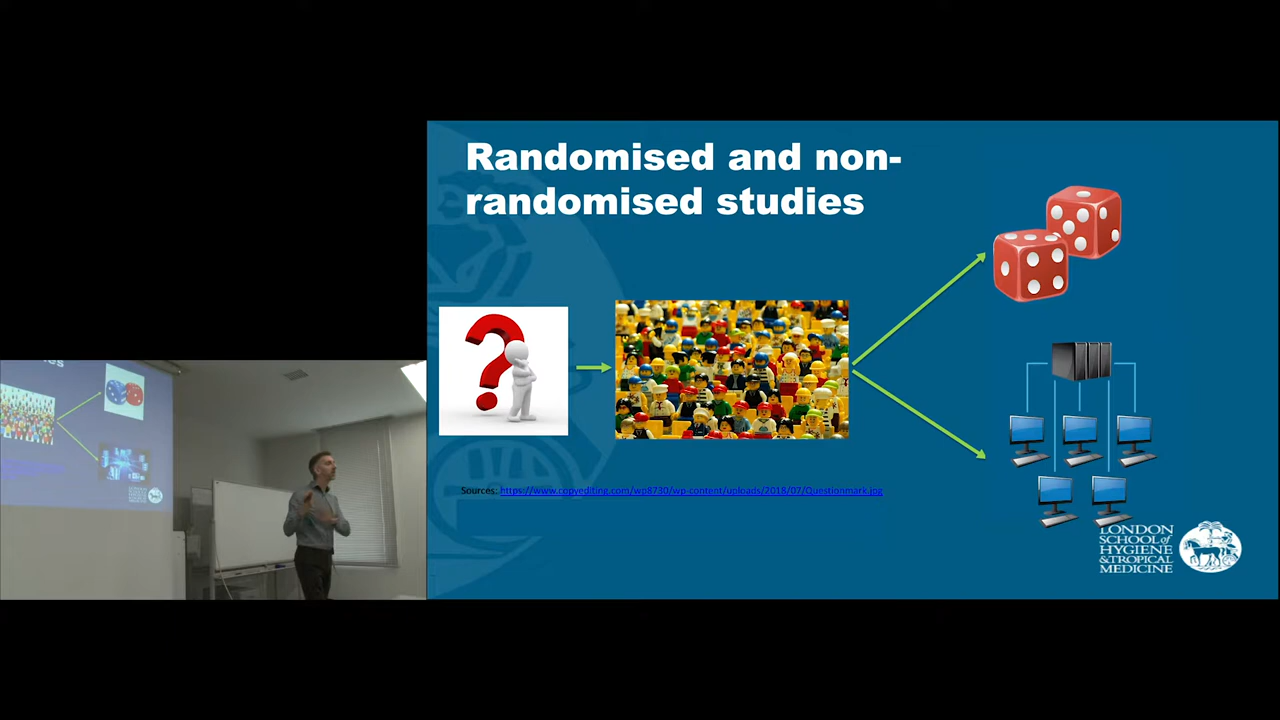 Randomised and non-
randomised studies
Sources: https://www.copyediting.com/wp8730/wp-content/uploads/2018/07/Questionmark.jpg
LONDON
SCHOOL of
HYGIENE
& TROPICAL
MEDICINE